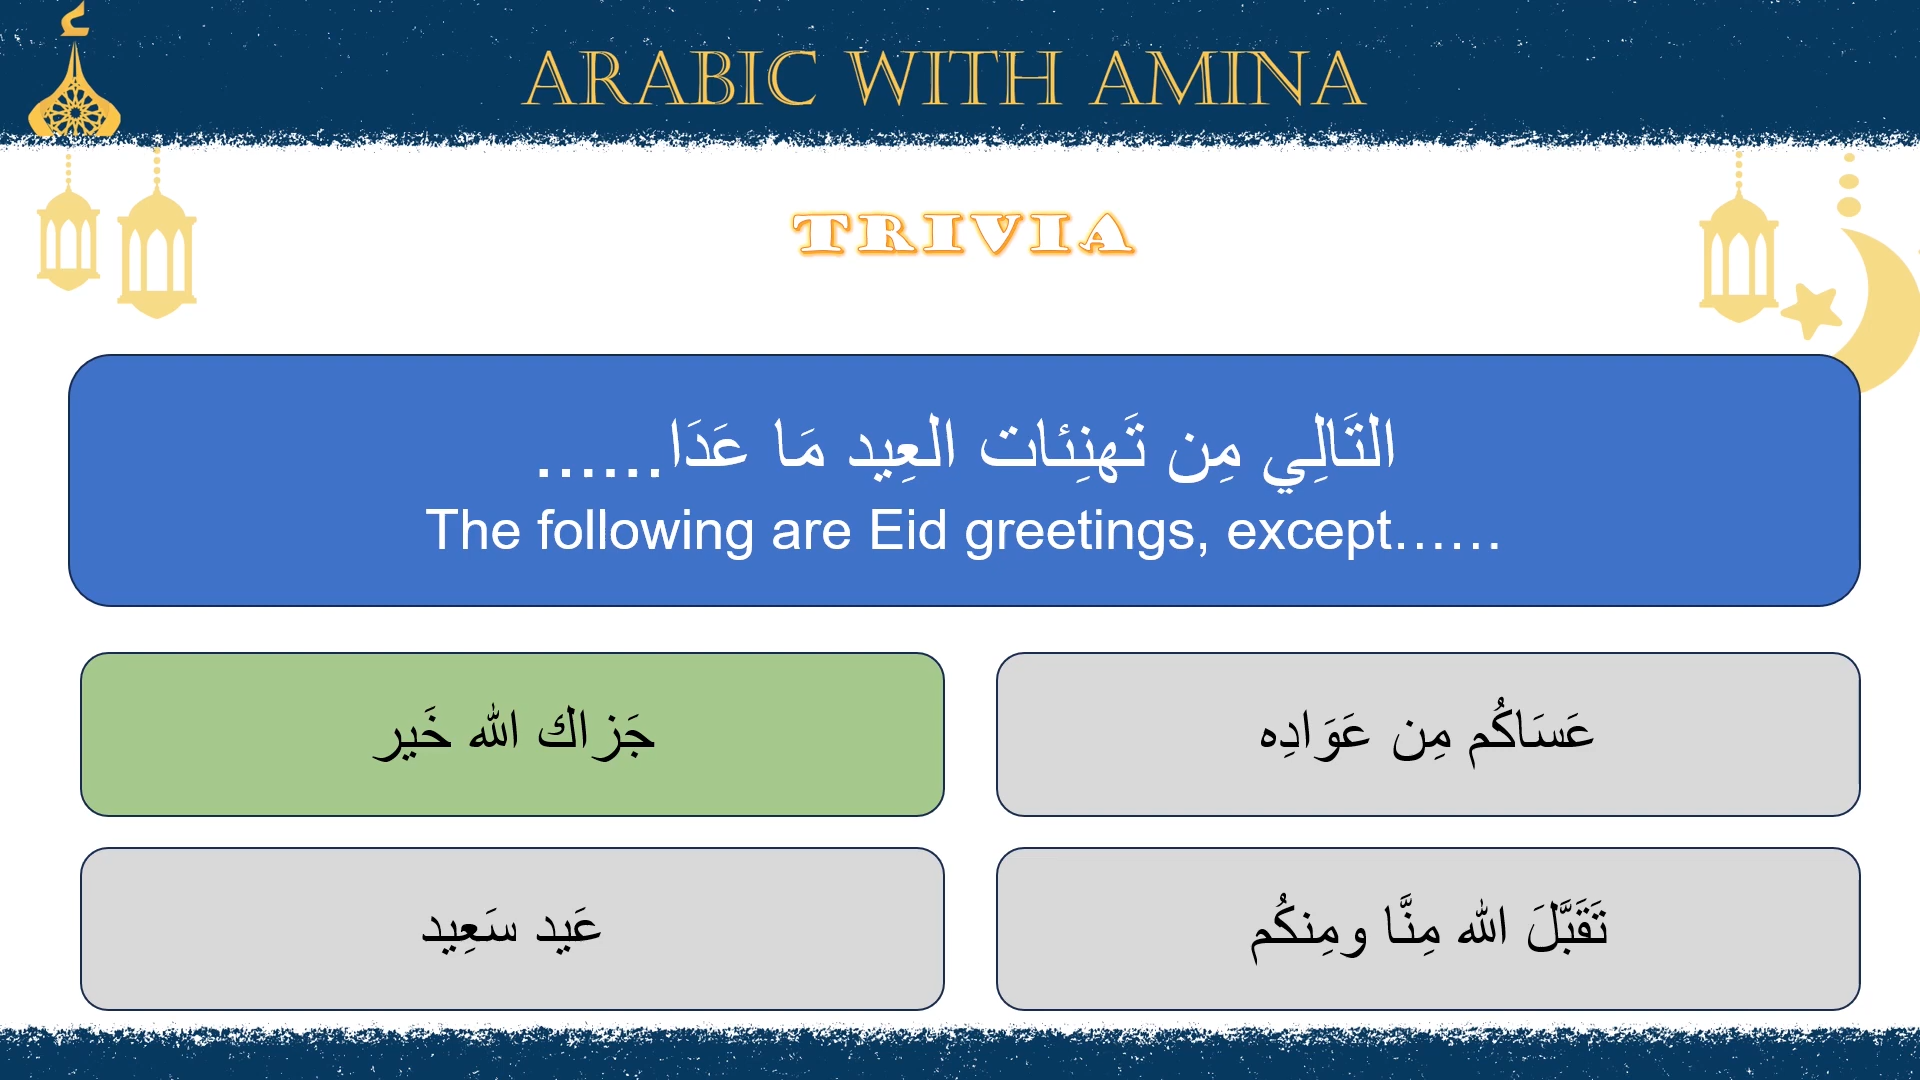 ARABIC WITH AMINA
TRIVIA
التَالِي مِن تَهنِئات العِيد مَا عَدَا......
The following are Eid greetings, except......
جَزاك الله خَير
عَسَاكُم مِن عَوَادِه
عَيد سَعِيد
تَقَبَّلَ الله مِنَّا ومِنكُم